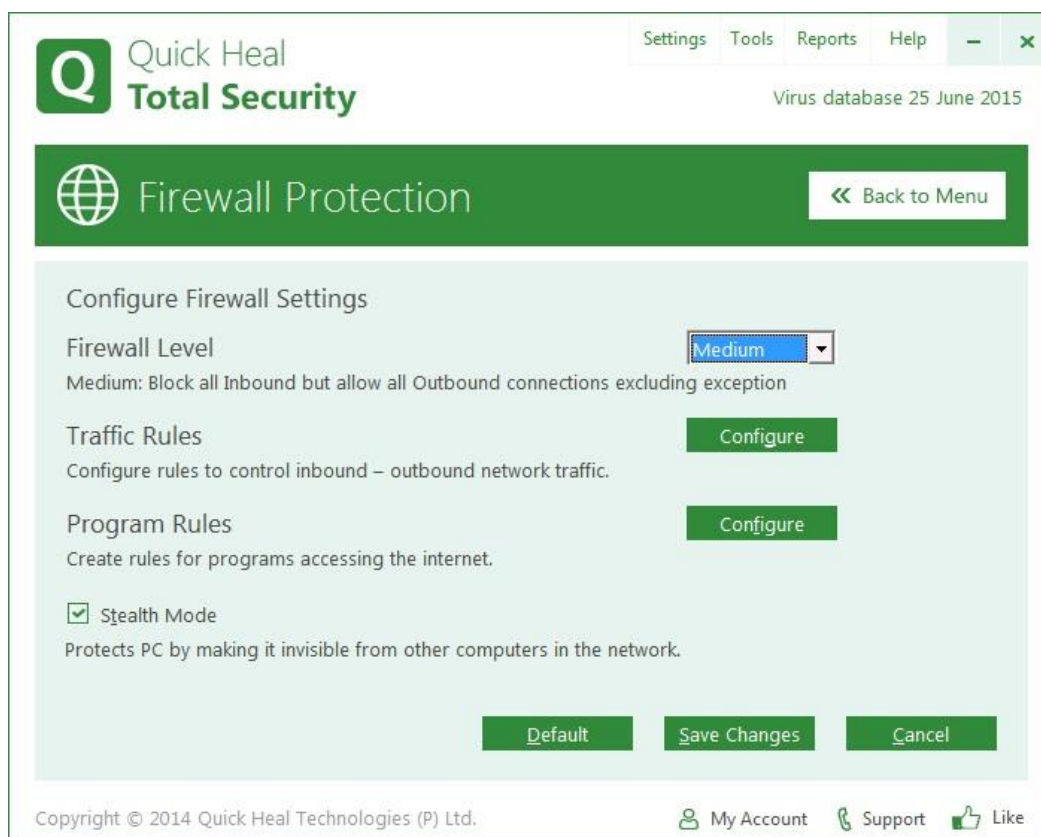 Settings Tools Reports Help
Q
Quick Heal
Total Security
Virus database 25 June 2015
Firewall Protection
Back to Menu
Configure Firewall Settings
Firewall Level
Medium
Medium: Block all Inbound but allow all Outbound connections excluding exception
Traffic Rules
Configure
Configure rules to control inbound – outbound network traffic.
Program Rules
Configure
Create rules for programs accessing the internet.
Stealth Mode
Protects PC by making it invisible from other computers in the network.
Default Save Changes Cancel
Copyright © 2014 Quick Heal Technologies (P) Ltd. My Account Support Like